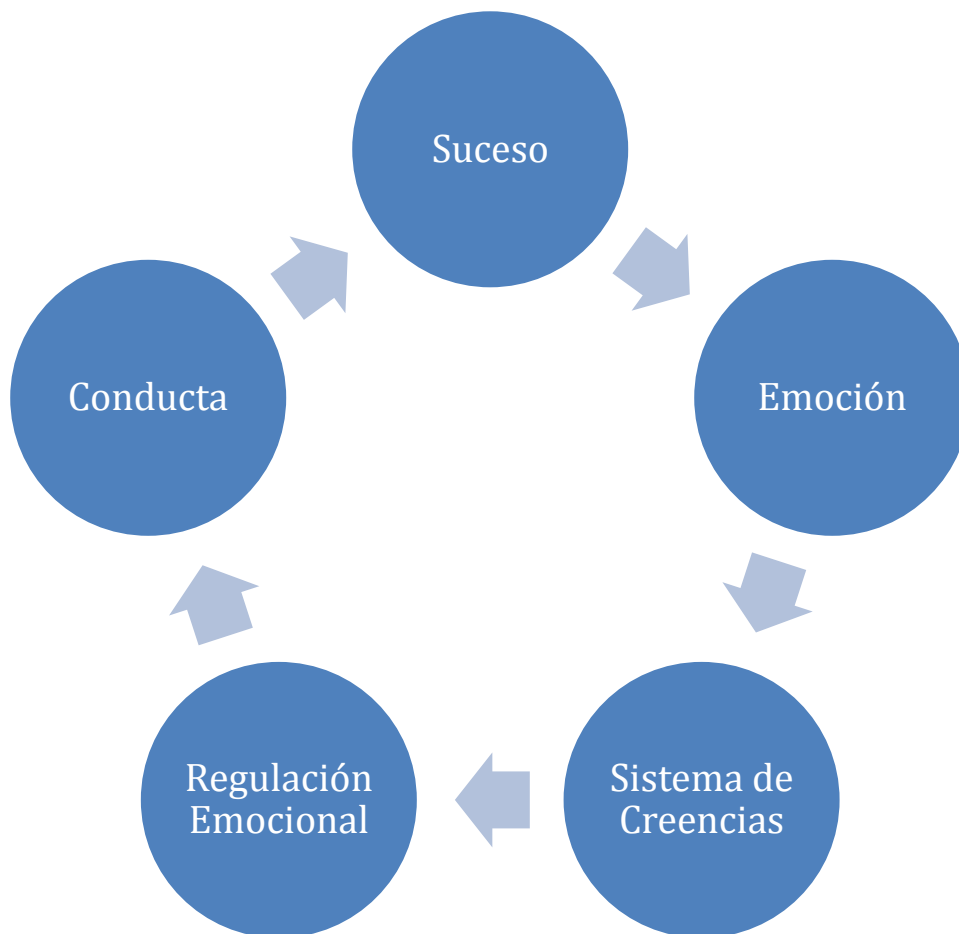 Suceso
Emoción
Sistema de
Creencias
Regulación
Emocional
Conducta